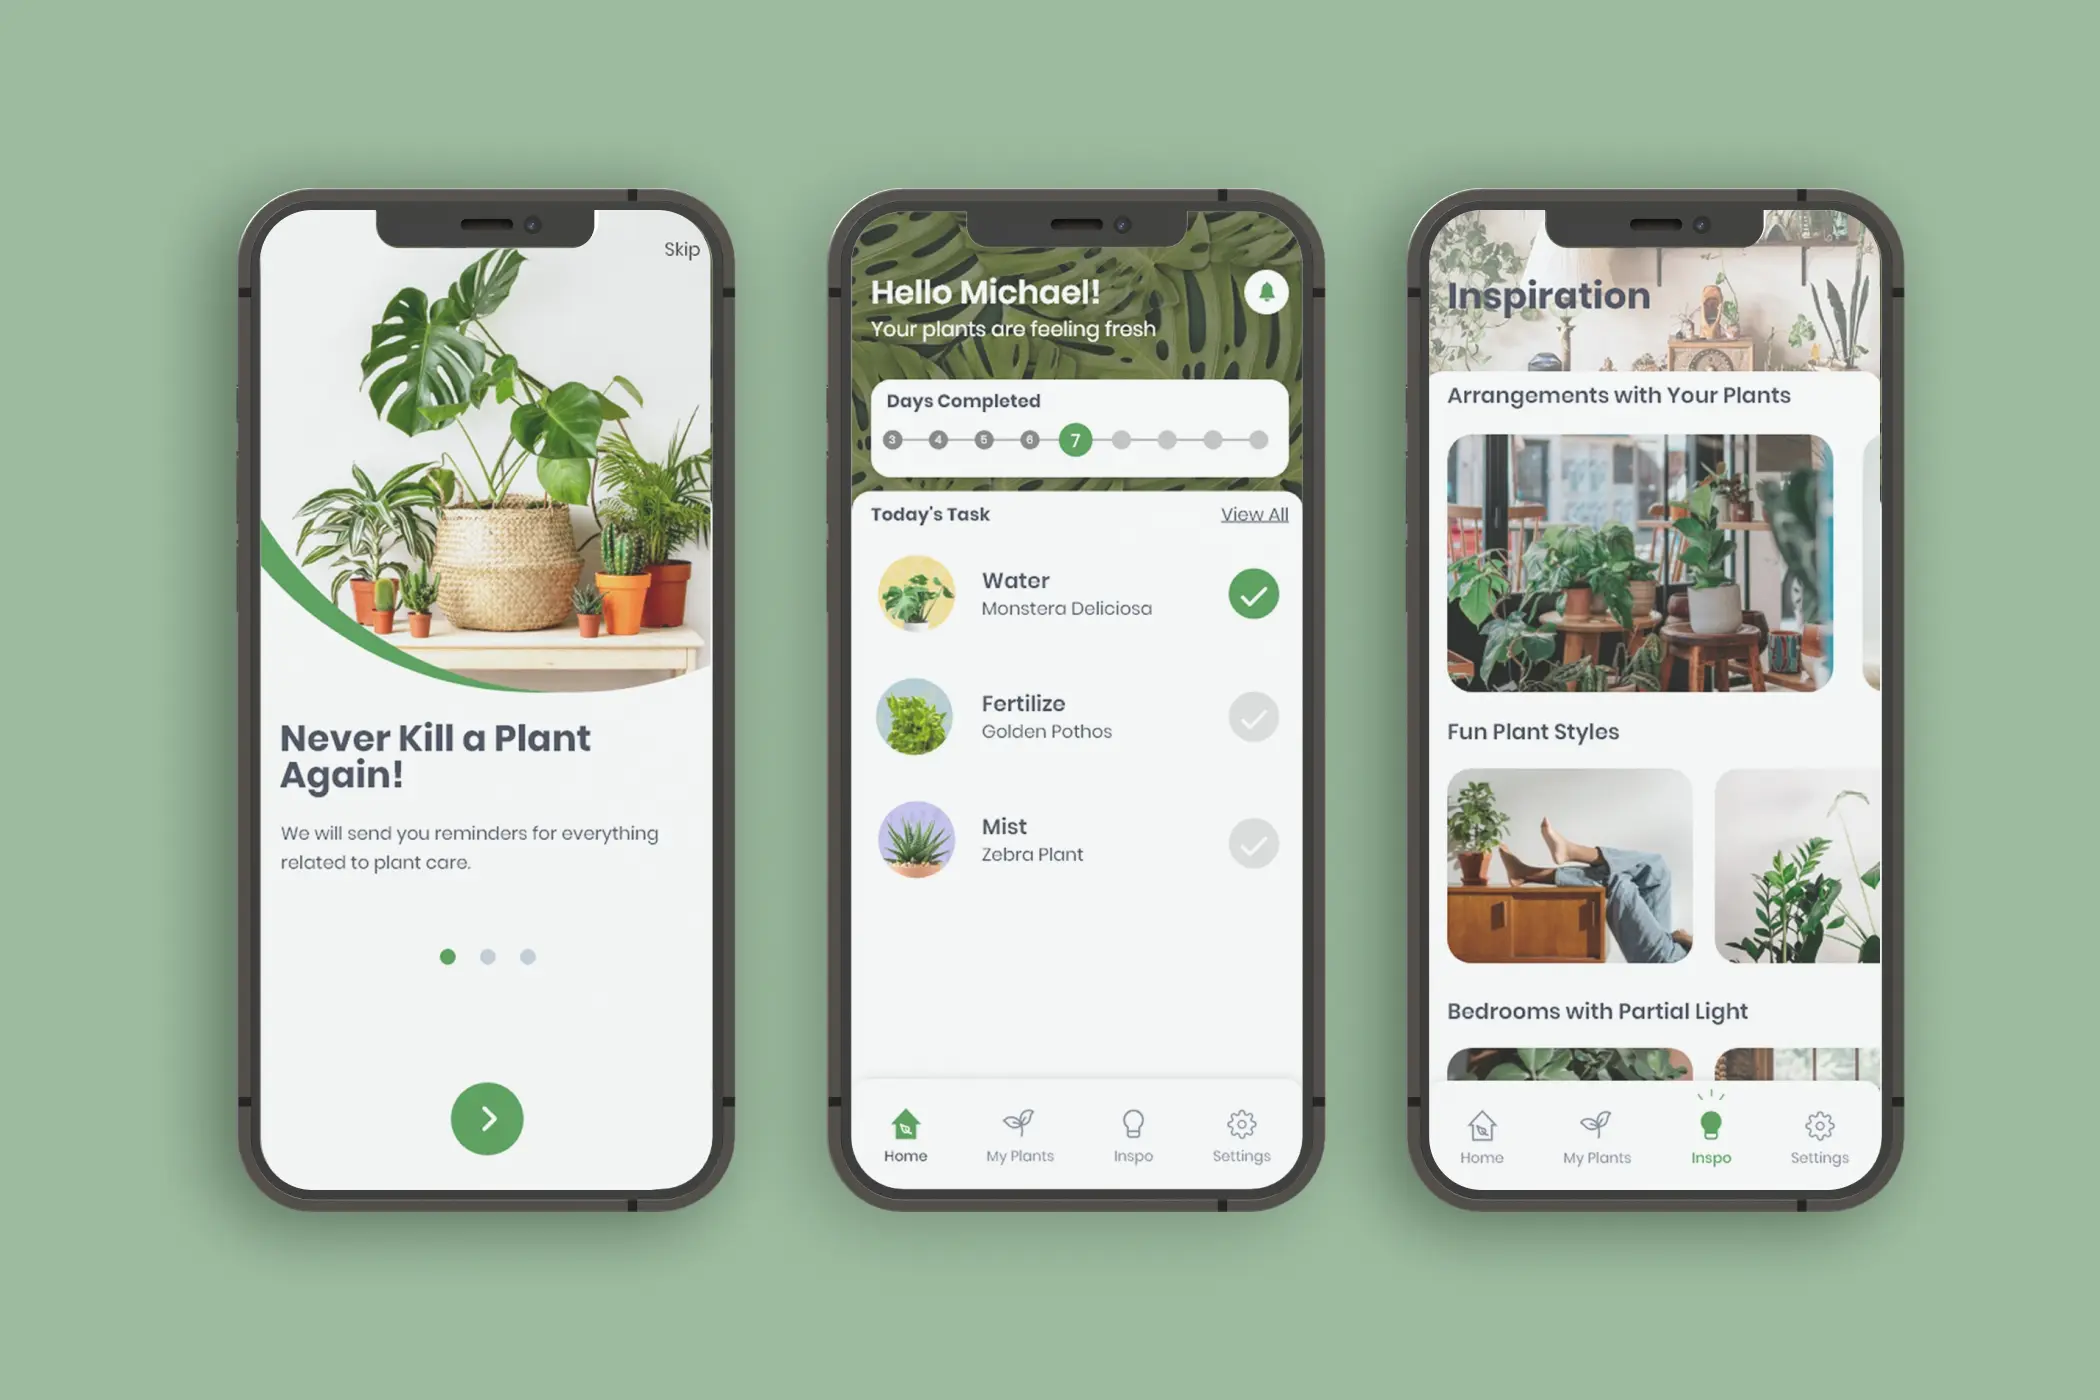 Skip
Never Kill a Plant
Again!
We will send you reminders for everything
related to plant care.
Hello Michael!
Your plants are feeling fresh
Days Completed
3 4 5 6 7
Today's Task
View All
Water
Monstera Deliciosa
Fertilize
Golden Pothos
Mist
Zebra Plant
Home My Plants Inspo Settings
Inspiration
Arrangements with Your Plants
Fun Plant Styles
Bedrooms with Partial Light
Home My Plants Inspo Settings